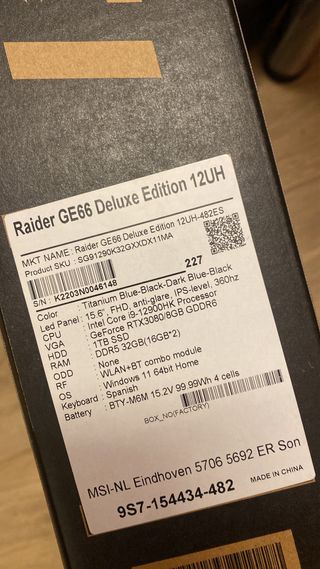 Raider GE66 Deluxe Edition 12UH
MKT NAME : Raider GE66 Deluxe Edition 12UH-482ES
Product SKU : SG91290K32GXXDX11MA
S/N : K2203N0046148
227
Color : Titanium Blue-Black-Dark Blue-Black
Led Panel : 15.6", FHD, anti-glare, IPS-level, 360hz
CPU : Intel Core i9-12900HK Processor
VGA : GeForce RTX3080/8GB GDDR6
HDD : 1TB SSD
RAM : DDR5 32GB(16GB*2)
ODD : None
RF : WLAN+BT combo module
OS : Windows 11 64bit Home
Keyboard : Spanish
Battery : BTY-M6M 15.2V 99.99Wh 4 cells
BOX_NO(FACTORY)
MSI-NL Eindhoven 5706 5692 ER Son
9S7-154434-482
MADE IN CHINA